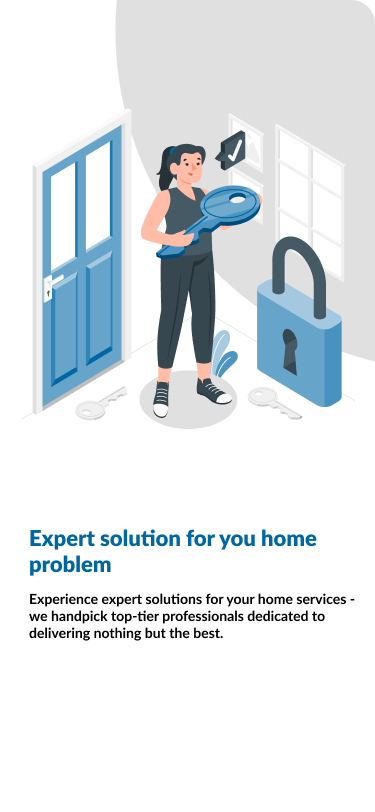 Expert solution for you home
problem
Experience expert solutions for your home services -
we handpick top-tier professionals dedicated to
delivering nothing but the best.